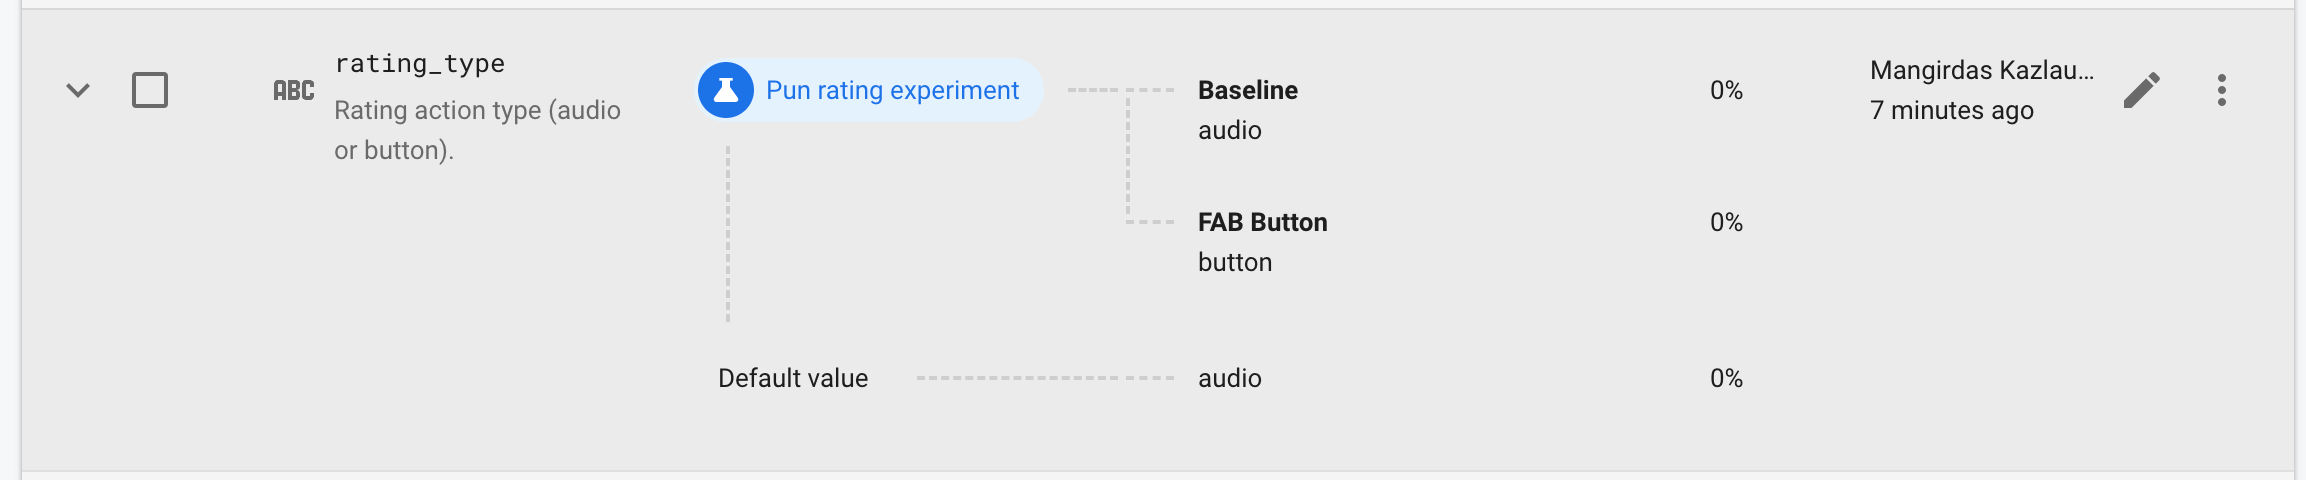 ABC
rating_type
Rating action type (audio
or button).
Pun rating experiment
Baseline
audio
0%
FAB Button
button
0%
Default value
audio
0%
Mangirdas Kazlau...
7 minutes ago